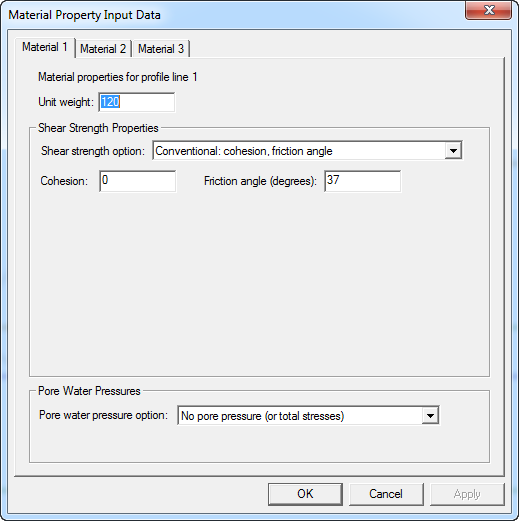 Material Property Input Data
Material 1 Material 2 Material 3
Material properties for profile line 1
Unit weight: 120
Shear Strength Properties
Shear strength option: Conventional: cohesion, friction angle
Cohesion: 0 Friction angle (degrees): 37
Pore Water Pressures
Pore water pressure option: No pore pressure (or total stresses)
OK Cancel Apply